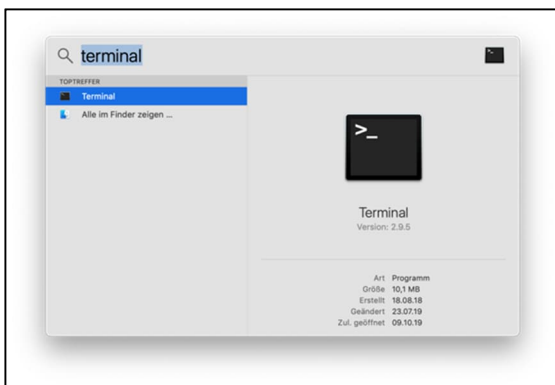 terminal
TOPTREFFER
Terminal
Alle im Finder zeigen ...
>_
Terminal
Version: 2.9.5
Art Programm
Größe 10,1 MB
Erstellt 18.08.18
Geändert 23.07.19
Zul. geöffnet 09.10.19